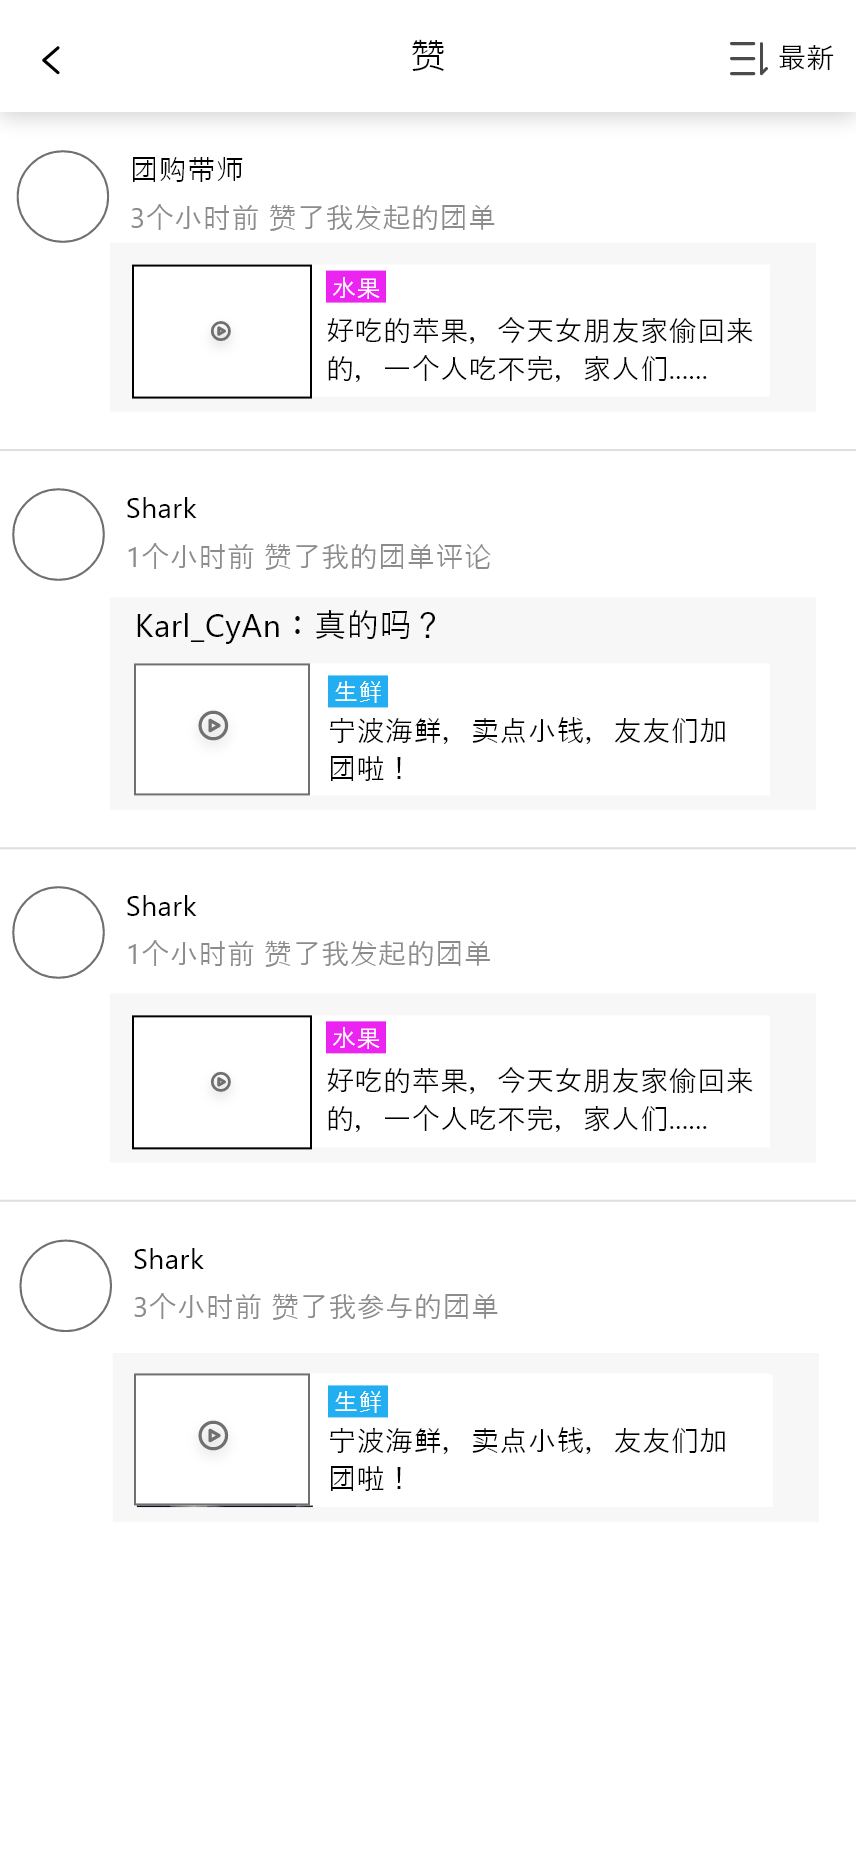 赞
最新
团购带师
3个小时前 赞了我发起的团单
水果
好吃的苹果，今天女朋友家偷回来
的，一个人吃不完，家人们......
Shark
1个小时前 赞了我的团单评论
Karl_CyAn：真的吗？
生鲜
宁波海鲜，卖点小钱，友友们加
团啦！
Shark
1个小时前 赞了我发起的团单
水果
好吃的苹果，今天女朋友家偷回来
的，一个人吃不完，家人们......
Shark
3个小时前 赞了我参与的团单
生鲜
宁波海鲜，卖点小钱，友友们加
团啦！